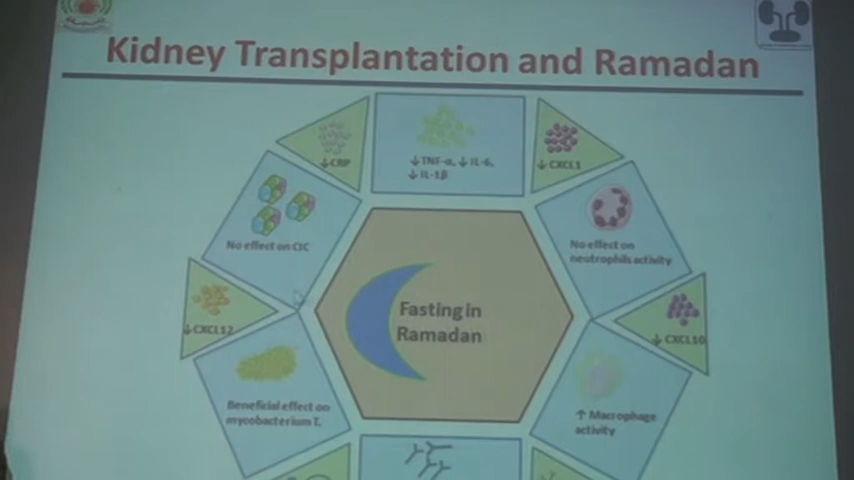 Kidney Transplantation and Ramadan
↓CRP
↓TNF-α, ↓IL-6,
↓IL-1β
↓CXCL1
No effect on CIC
No effect on
neutrophils activity
Fasting in
Ramadan
↓CXCL12
↓CXCL10
Beneficial effect on
mycobacterium T.
↑ Macrophage
activity